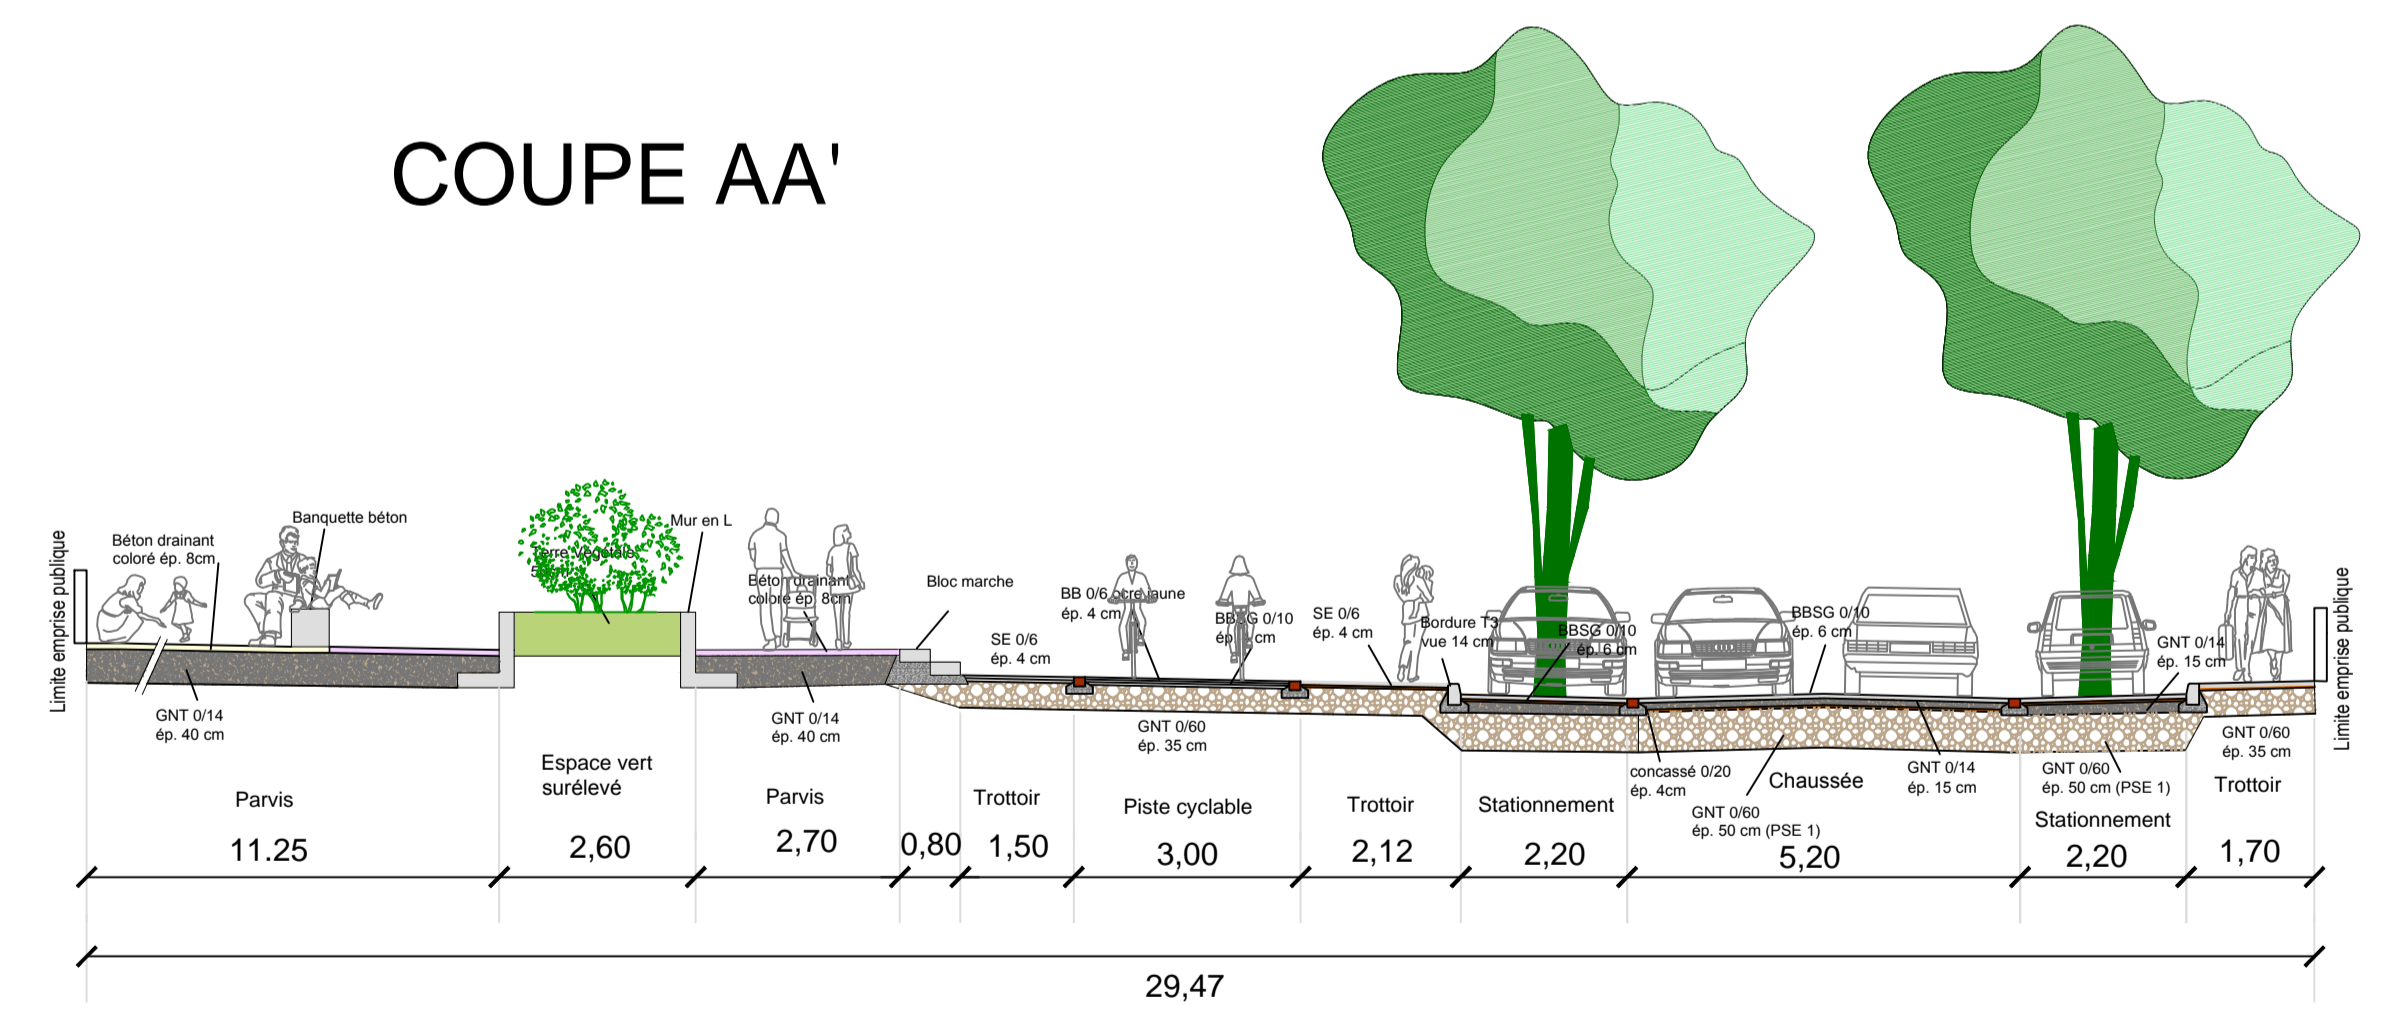 COUPE AA'
Limite emprise publique
Béton drainant
coloré ép. 8cm
Banquette béton
Terre Végétale
Mur en L
Béton drainant
coloré ép. 8cm
Bloc marche
SE 0/6
ép. 4 cm
BB 0/6 ocre jaune
ép. 4 cm
BBSG 0/10
ép. cm
SE 0/6
ép. 4 cm
Bordure T3
vue 14 cm
BBSG 0/10
ép. 6 cm
BBSG 0/10
ép. 6 cm
GNT 0/14
ép. 15 cm
Limite emprise publique
GNT 0/14
ép. 40 cm
GNT 0/14
ép. 40 cm
GNT 0/60
ép. 35 cm
concassé 0/20
ép. 4cm
GNT 0/60
ép. 50 cm (PSE 1)
GNT 0/14
ép. 15 cm
GNT 0/60
ép. 50 cm (PSE 1)
GNT 0/60
ép. 35 cm
Parvis
Espace vert
surélevé
Parvis
Trottoir
Piste cyclable
Trottoir
Stationnement
Chaussée
Stationnement
Trottoir
11.25
2,60
2,70
0,80
1,50
3,00
2,12
2,20
5,20
2,20
1,70
29,47